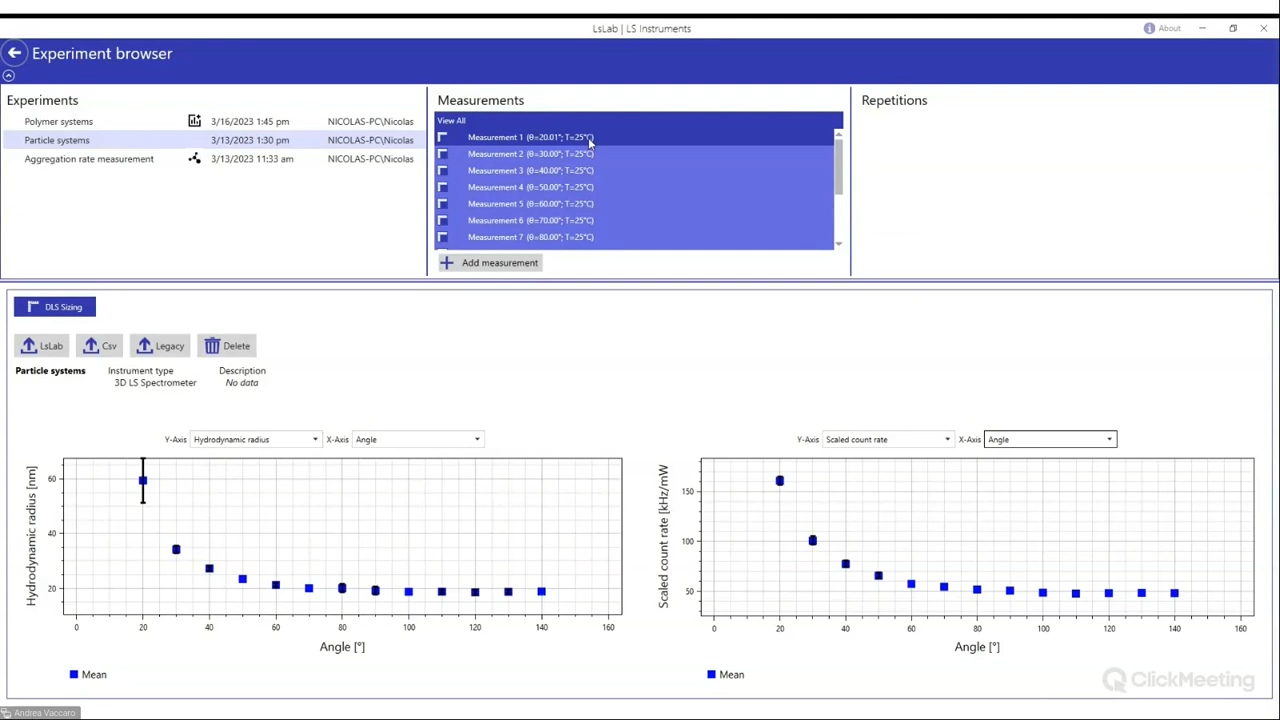 LsLab | LS Instruments
About
Experiment browser
Experiments
Polymer systems 3/16/2023 1:45 pm NICOLAS-PC\Nicolas
Particle systems 3/13/2023 1:30 pm NICOLAS-PC\Nicolas
Aggregation rate measurement 3/13/2023 11:33 am NICOLAS-PC\Nicolas
Measurements
View All
Measurement 1 (θ=20.01°; T=25°C)
Measurement 2 (θ=30.00°; T=25°C)
Measurement 3 (θ=40.00°; T=25°C)
Measurement 4 (θ=50.00°; T=25°C)
Measurement 5 (θ=60.00°; T=25°C)
Measurement 6 (θ=70.00°; T=25°C)
Measurement 7 (θ=80.00°; T=25°C)
Add measurement
Repetitions
DLS Sizing
LsLab Csv Legacy Delete
Particle systems Instrument type Description
3D LS Spectrometer No data
Y-Axis Hydrodynamic radius X-Axis Angle
Hydrodynamic radius [nm]
60
40
20
0 20 40 60 80 100 120 140 160
Angle [°]
Mean
Y-Axis Scaled count rate X-Axis Angle
Scaled count rate [kHz/mW]
150
100
50
0 20 40 60 80 100 120 140 160
Angle [°]
Mean
ClickMeeting
Andrea Vaccaro